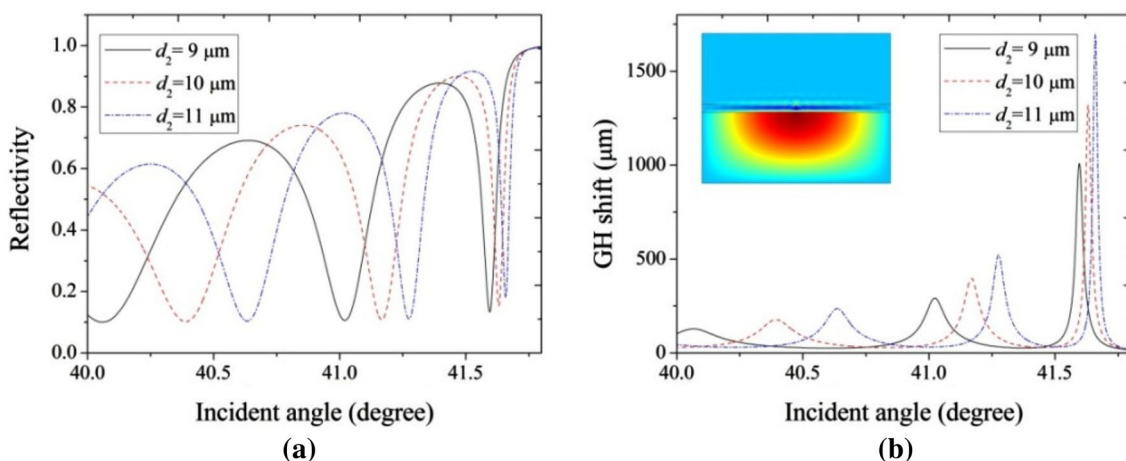 1.0
0.8
0.6
0.4
0.2
0.0
Reflectivity
d₂= 9 μm
d₂=10 μm
d₂=11 μm
40.0 40.5 41.0 41.5
Incident angle (degree)
(a)
1500
1000
500
0
GH shift (μm)
d₂= 9 μm
d₂=10 μm
d₂=11 μm
40.0 40.5 41.0 41.5
Incident angle (degree)
(b)